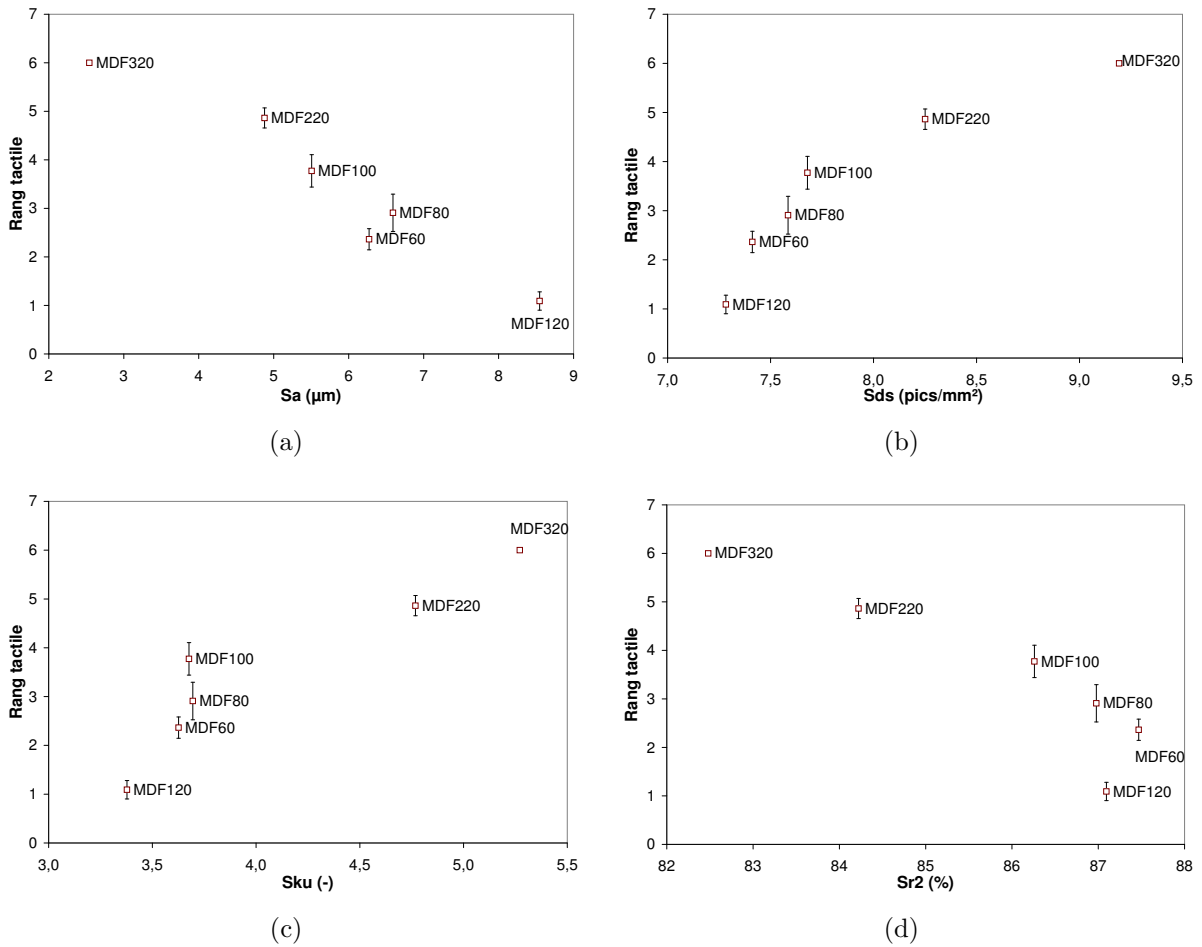 7
6
5
4
3
2
1
0
Rang tactile
MDF320
MDF220
MDF100
MDF80
MDF60
MDF120
2 3 4 5 6 7 8 9
Sa (µm)
(a)
7
6
5
4
3
2
1
0
Rang tactile
MDF320
MDF220
MDF100
MDF80
MDF60
MDF120
7,0 7,5 8,0 8,5 9,0 9,5
Sds (pics/mm²)
(b)
7
6
5
4
3
2
1
0
Rang tactile
MDF320
MDF220
MDF100
MDF80
MDF60
MDF120
3,0 3,5 4,0 4,5 5,0 5,5
Sku (-)
(c)
7
6
5
4
3
2
1
0
Rang tactile
MDF320
MDF220
MDF100
MDF80
MDF60
MDF120
82 83 84 85 86 87 88
Sr2 (%)
(d)